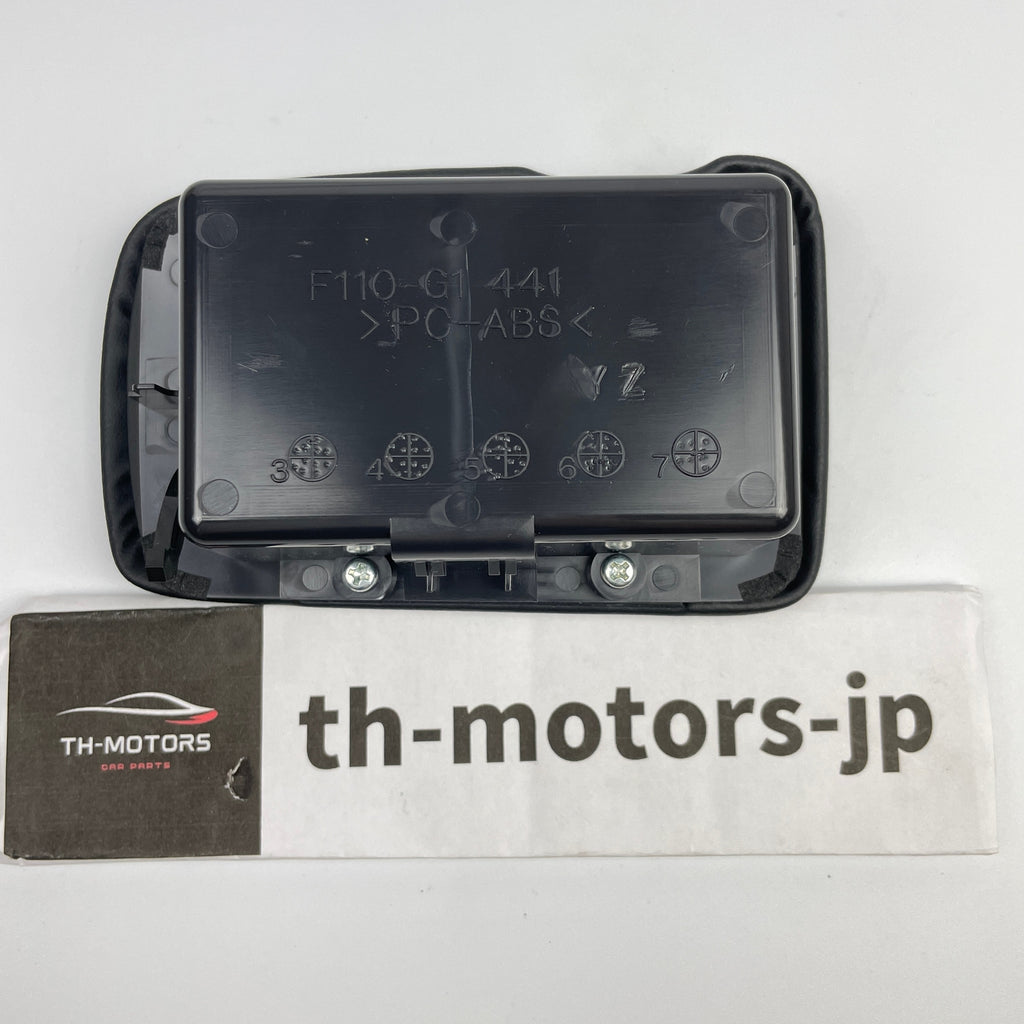 F110-G1 441
>PC-ABS<
YZ
3 4 5 6 7
TH-MOTORS
CAR PARTS
th-motors-jp